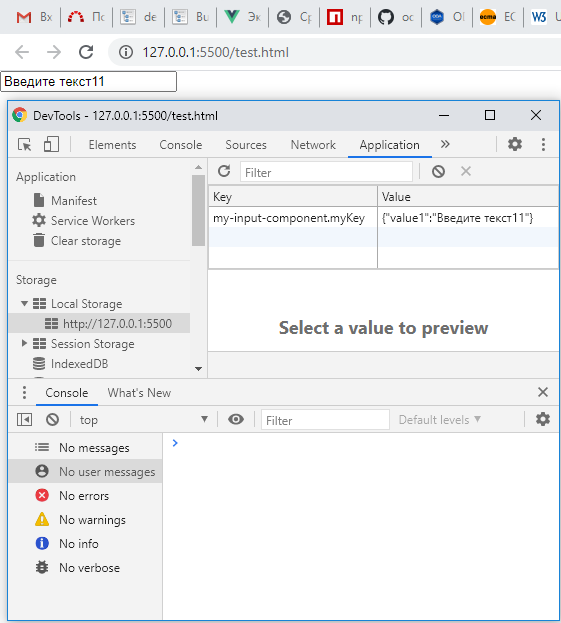 Вх
По
de
Bu
Эк
Ср
пр
oc
Ol
EC
W3 Us
127.0.0.1:5500/test.html
Введите текст11
DevTools - 127.0.0.1:5500/test.html
Elements Console Sources Network Application »
Application
Filter
Manifest
Key Value
Service Workers
my-input-component.myKey {"value1":"Введите текст11"}
Clear storage
Storage
Local Storage
http://127.0.0.1:5500
Select a value to preview
Session Storage
IndexedDB
Console What's New
top Filter Default levels
No messages
No user messages
No errors
No warnings
No info
No verbose